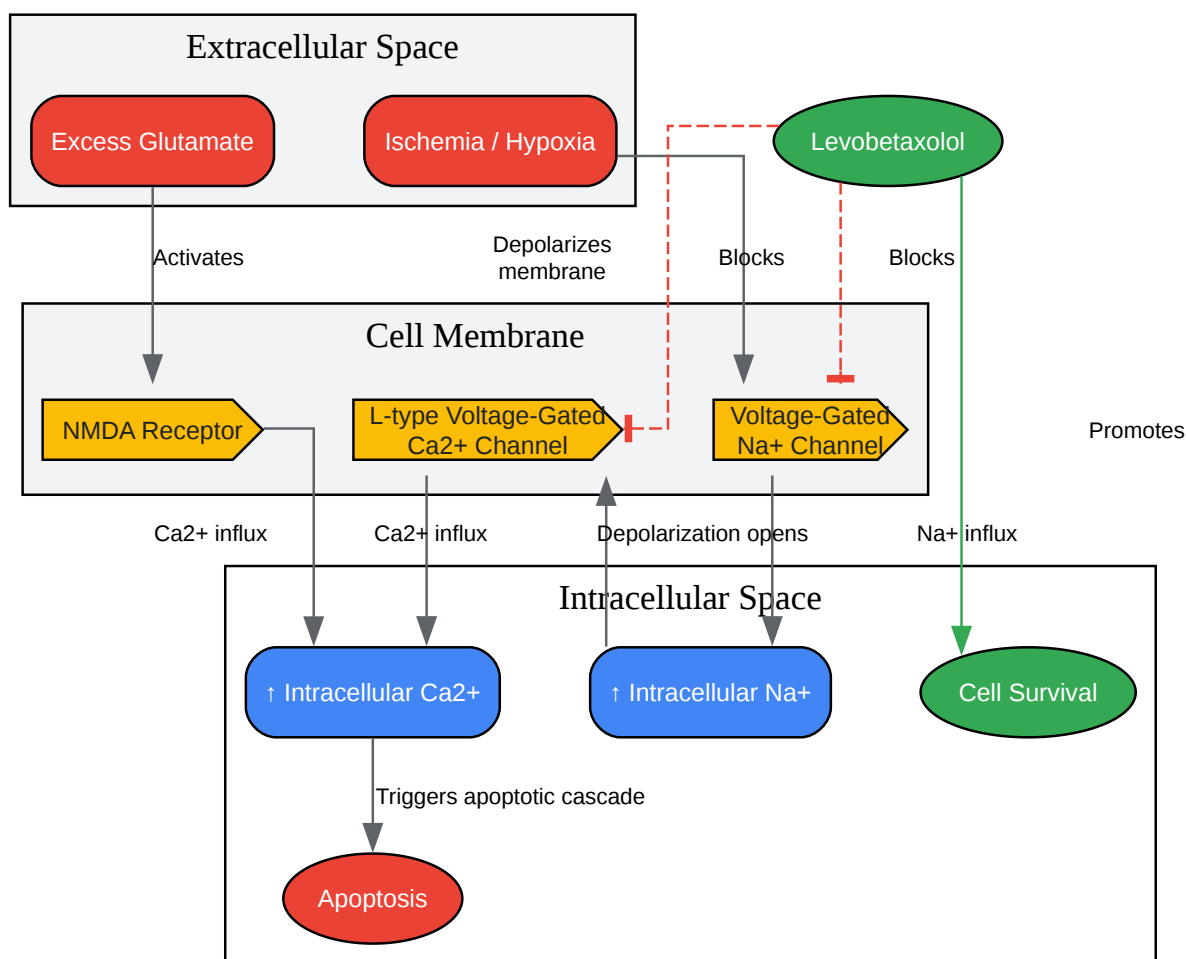 Extracellular Space
Excess Glutamate
Ischemia / Hypoxia
Levobetaxolol
Activates
Depolarizes
membrane
Blocks
Blocks
Cell Membrane
NMDA Receptor
L-type Voltage-Gated
Ca2+ Channel
Voltage-Gated
Na+ Channel
Promotes
Ca2+ influx
Ca2+ influx
Depolarization opens
Na+ influx
Intracellular Space
↑ Intracellular Ca2+
↑ Intracellular Na+
Cell Survival
Triggers apoptotic cascade
Apoptosis